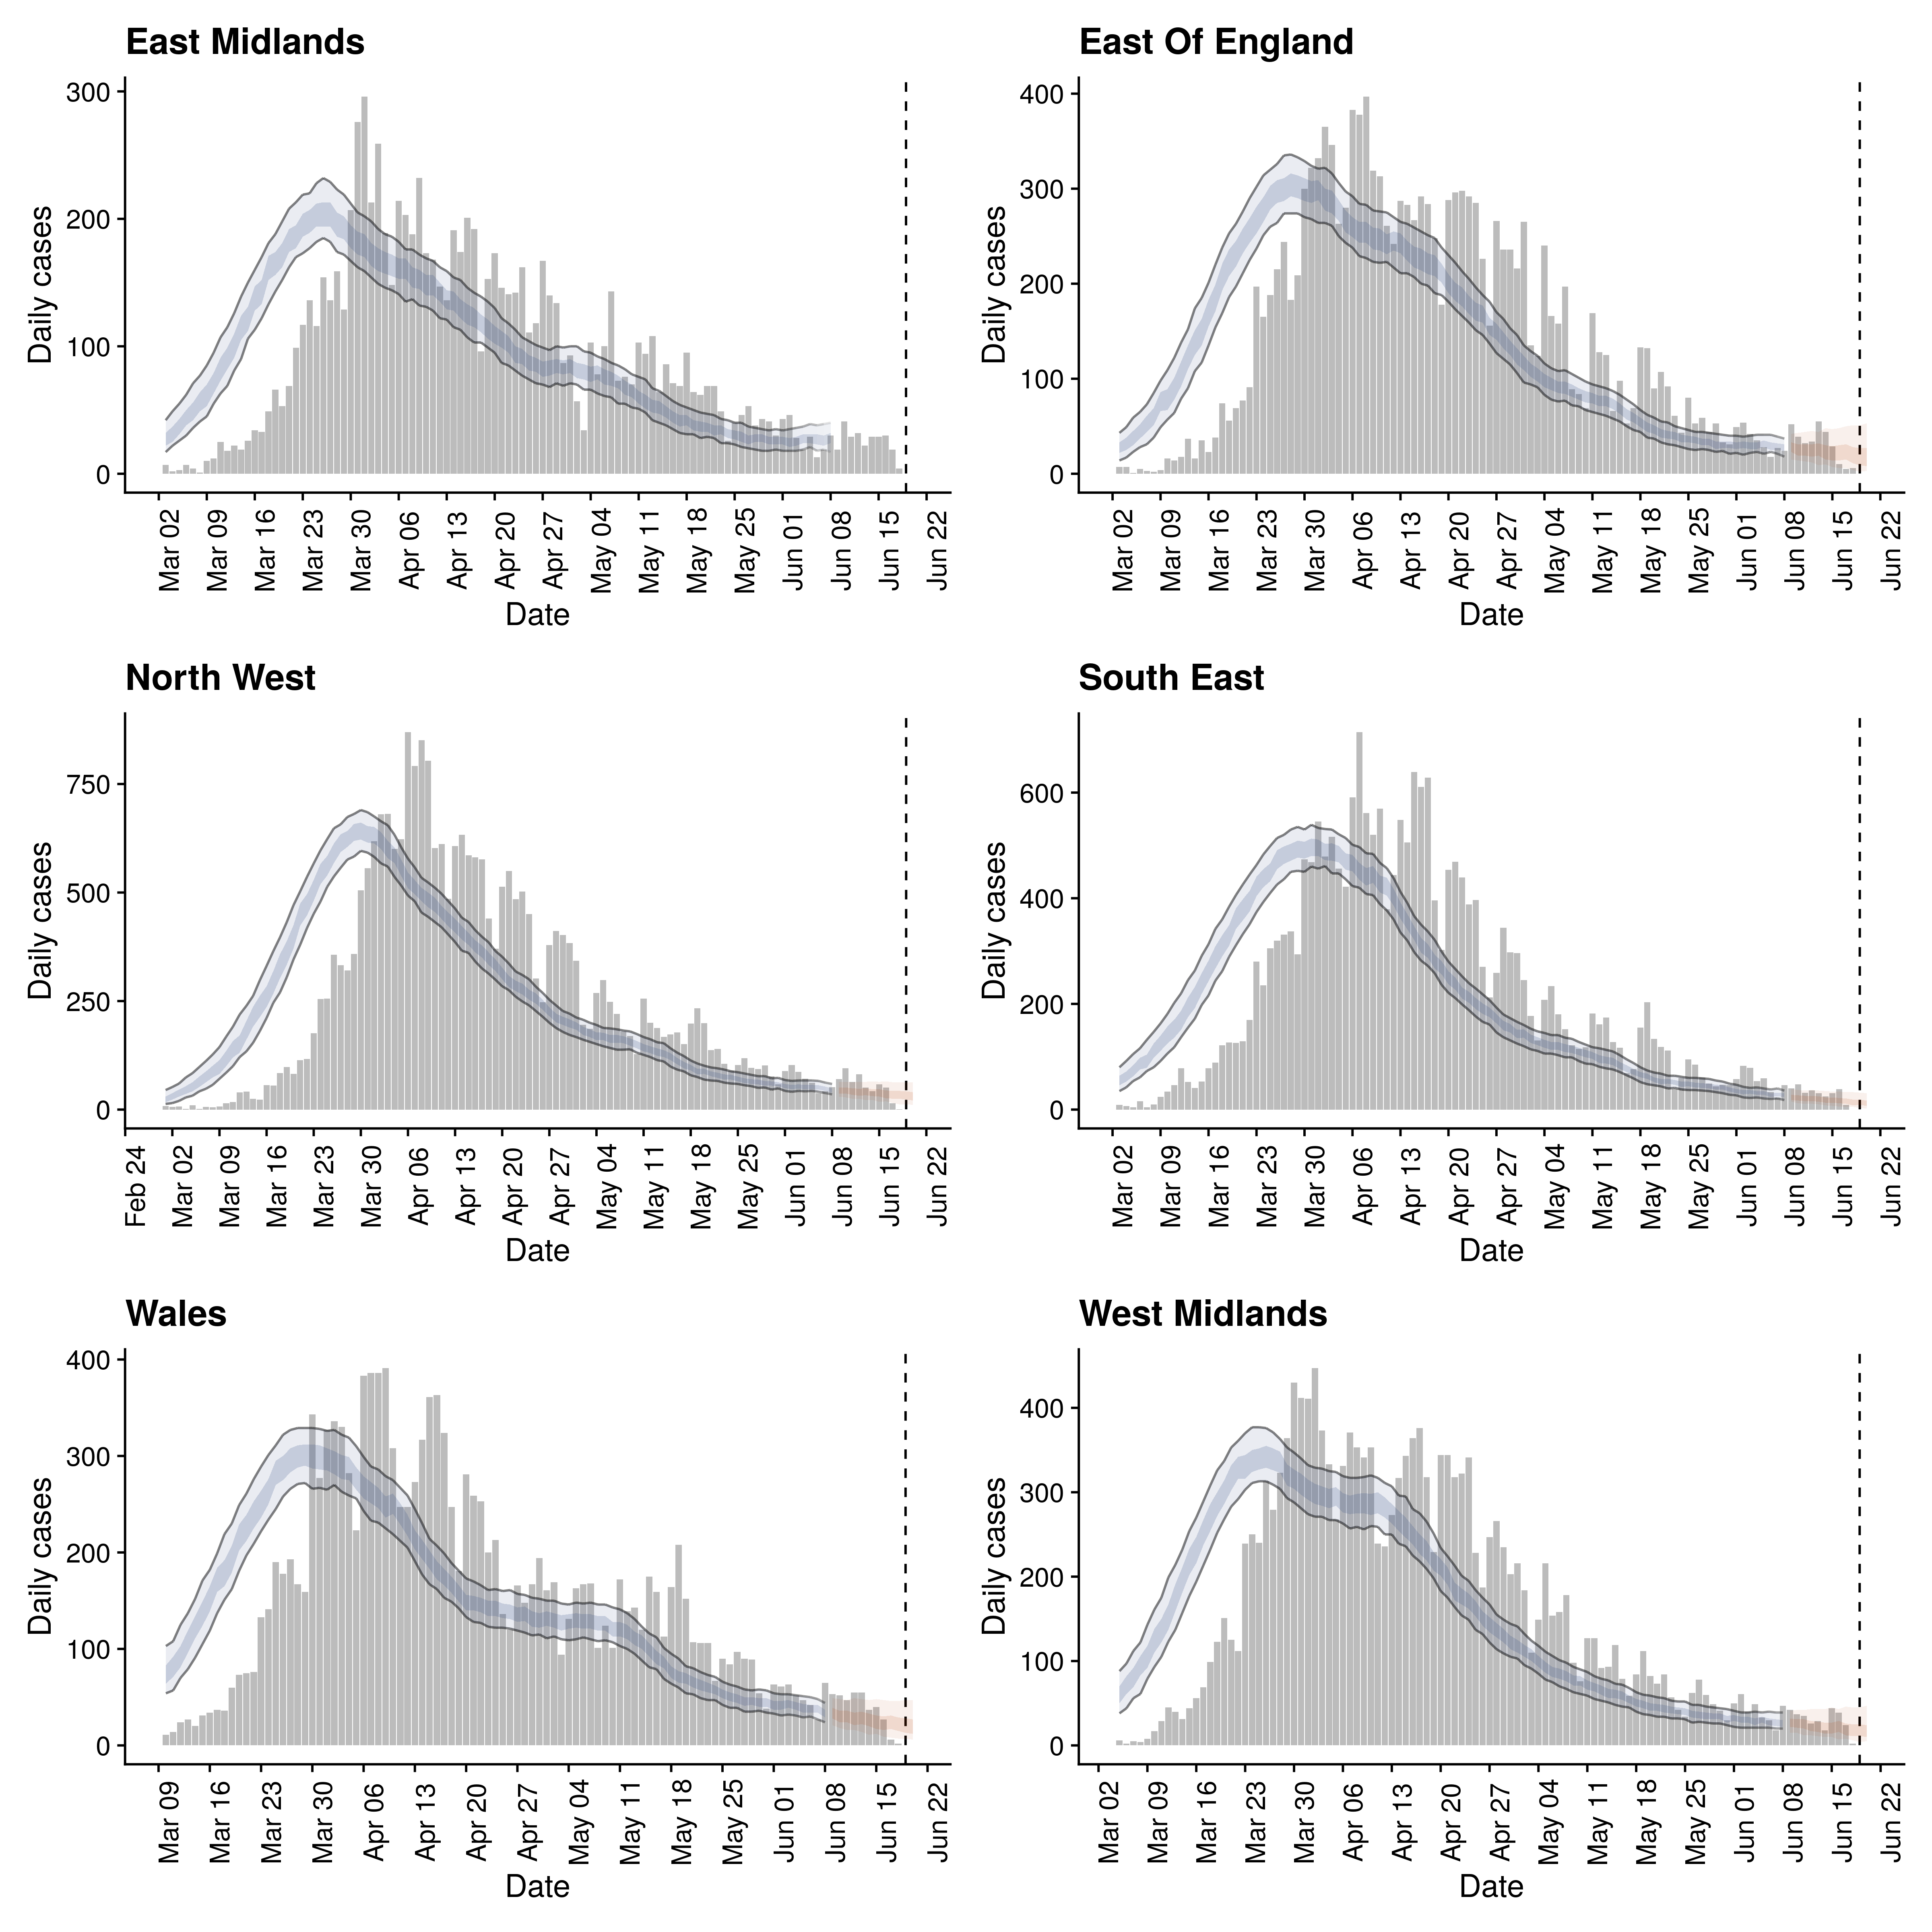 East Midlands
Daily cases
300
200
100
0
Mar 02 Mar 09 Mar 16 Mar 23 Mar 30 Apr 06 Apr 13 Apr 20 Apr 27 May 04 May 11 May 18 May 25 Jun 01 Jun 08 Jun 15 Jun 22
Date
East Of England
Daily cases
400
300
200
100
0
Mar 02 Mar 09 Mar 16 Mar 23 Mar 30 Apr 06 Apr 13 Apr 20 Apr 27 May 04 May 11 May 18 May 25 Jun 01 Jun 08 Jun 15 Jun 22
Date
North West
Daily cases
750
500
250
0
Feb 24 Mar 02 Mar 09 Mar 16 Mar 23 Mar 30 Apr 06 Apr 13 Apr 20 Apr 27 May 04 May 11 May 18 May 25 Jun 01 Jun 08 Jun 15 Jun 22
Date
South East
Daily cases
600
400
200
0
Mar 02 Mar 09 Mar 16 Mar 23 Mar 30 Apr 06 Apr 13 Apr 20 Apr 27 May 04 May 11 May 18 May 25 Jun 01 Jun 08 Jun 15 Jun 22
Date
Wales
Daily cases
400
300
200
100
0
Mar 09 Mar 16 Mar 23 Mar 30 Apr 06 Apr 13 Apr 20 Apr 27 May 04 May 11 May 18 May 25 Jun 01 Jun 08 Jun 15 Jun 22
Date
West Midlands
Daily cases
400
300
200
100
0
Mar 02 Mar 09 Mar 16 Mar 23 Mar 30 Apr 06 Apr 13 Apr 20 Apr 27 May 04 May 11 May 18 May 25 Jun 01 Jun 08 Jun 15 Jun 22
Date